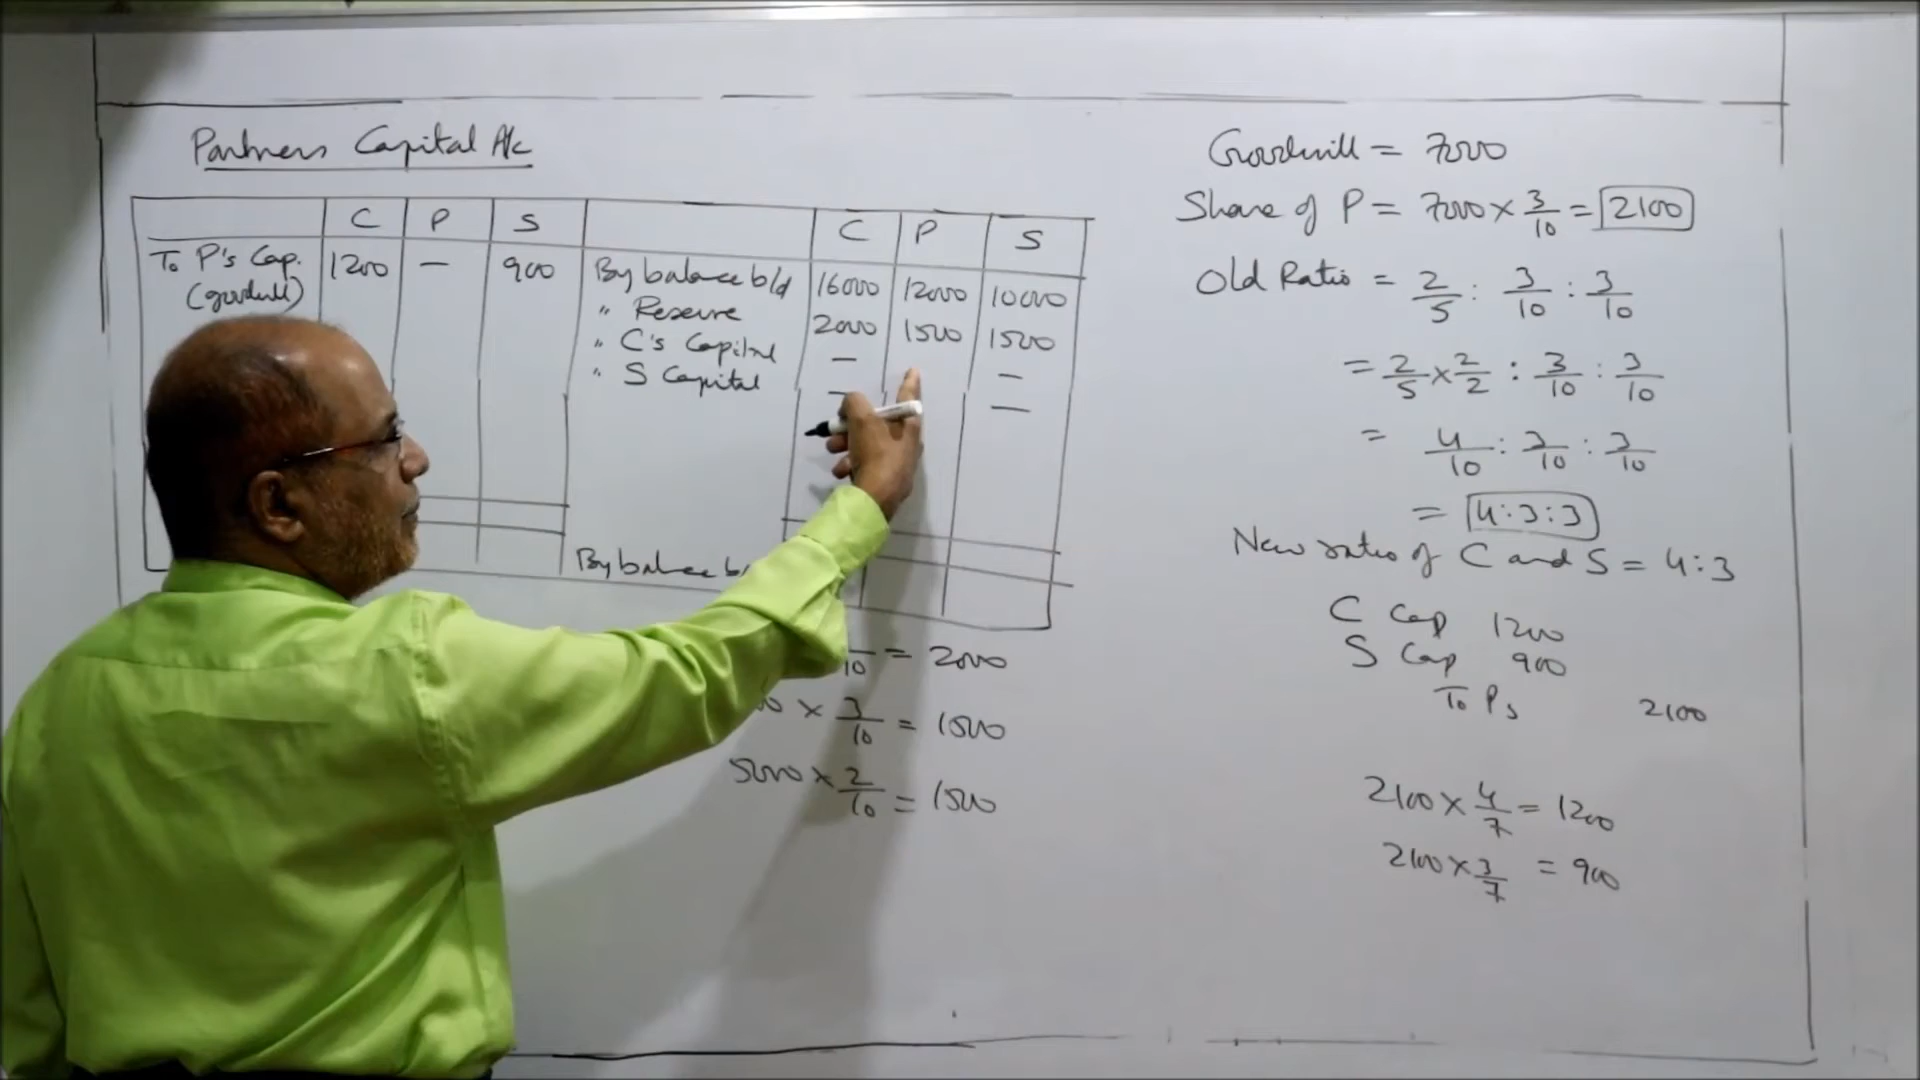 Partners Capital A/c
C P S C P S
To P's Cap. 1200 — 900 By balance b/d 16000 12000 10000
(goodwill) " Reserve 2000 1500 1500
" C's Capital — —
" S Capital — —
By balance b/
10 = 2000
× 3/10 = 1500
5000 × 2/10 = 1500
Goodwill = 7000
Share of P = 7000 × 3/10 = 2100
Old Ratio = 2/5 : 3/10 : 3/10
= 2/5 × 2/2 : 3/10 : 3/10
= 4/10 : 3/10 : 3/10
= 4:3:3
New ratio of C and S = 4:3
C Cap 1200
S Cap 900
To Ps 2100
2100 × 4/7 = 1200
2100 × 3/7 = 900